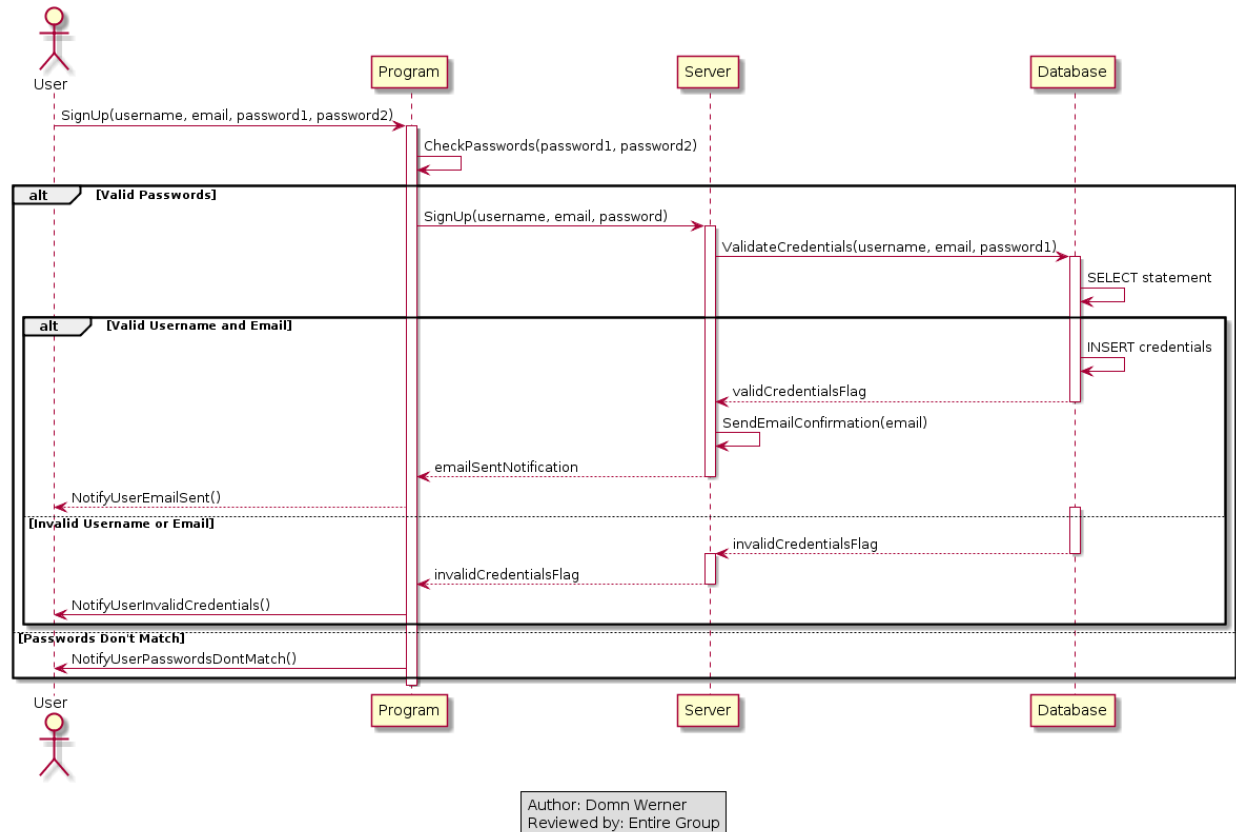 User
Program
Server
Database
SignUp(username, email, password1, password2)
CheckPasswords(password1, password2)
alt
[Valid Passwords]
SignUp(username, email, password)
ValidateCredentials(username, email, password1)
SELECT statement
alt
[Valid Username and Email]
INSERT credentials
validCredentialsFlag
SendEmailConfirmation(email)
emailSentNotification
NotifyUserEmailSent()
[Invalid Username or Email]
invalidCredentialsFlag
invalidCredentialsFlag
NotifyUserInvalidCredentials()
[Passwords Don't Match]
NotifyUserPasswordsDontMatch()
User
Program
Server
Database
Author: Domn Werner
Reviewed by: Entire Group